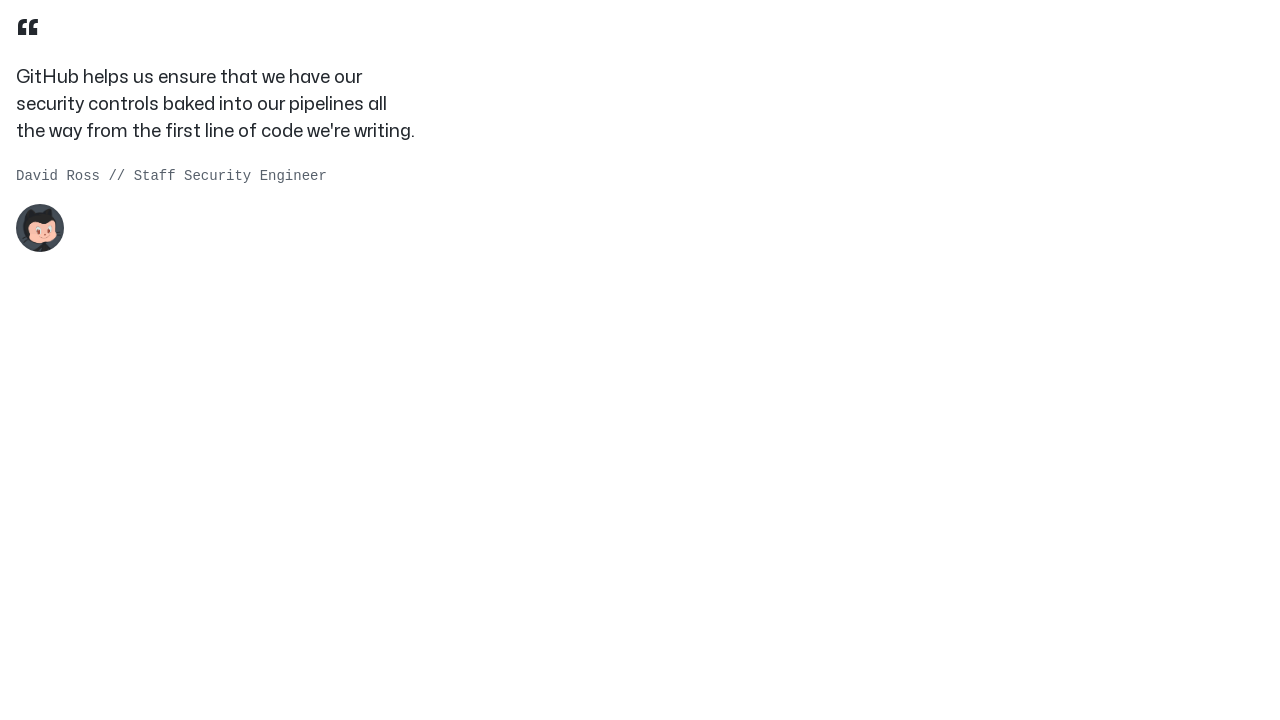 “
GitHub helps us ensure that we have our
security controls baked into our pipelines all
the way from the first line of code we're writing.
David Ross // Staff Security Engineer